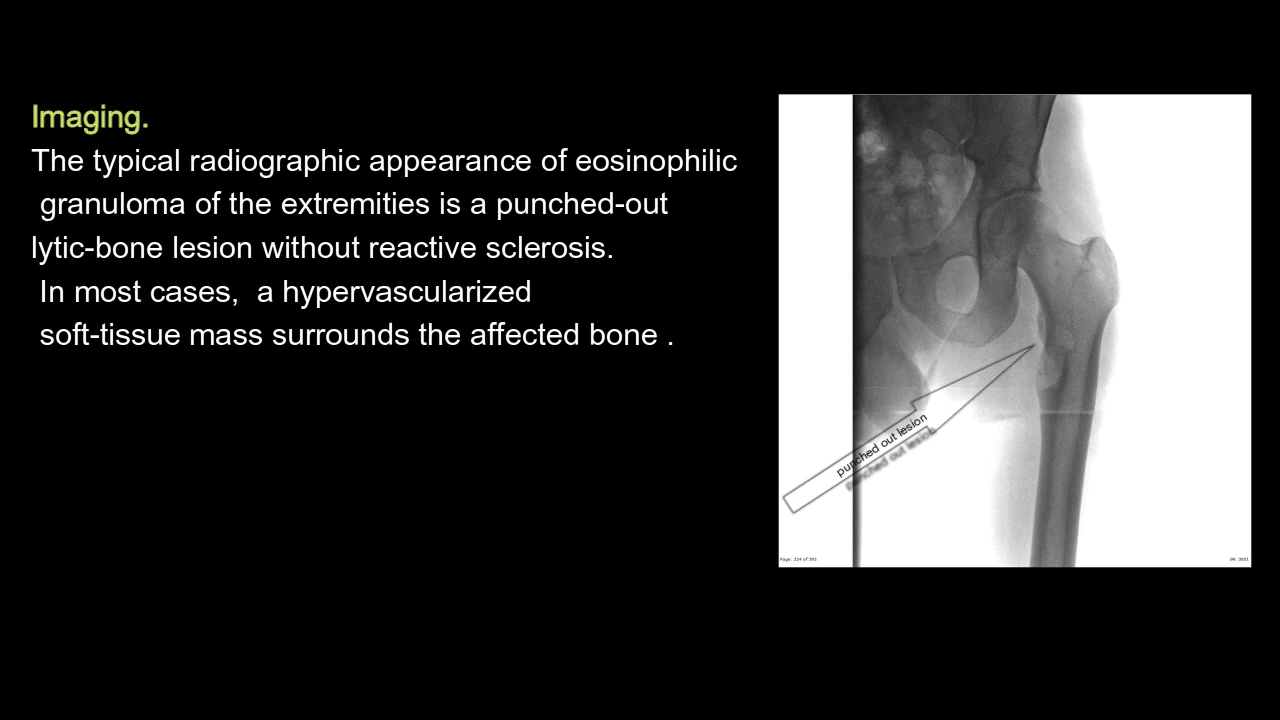 Imaging.
The typical radiographic appearance of eosinophilic
granuloma of the extremities is a punched-out
lytic-bone lesion without reactive sclerosis.
In most cases,  a hypervascularized
soft-tissue mass surrounds the affected bone .
punched out lesion